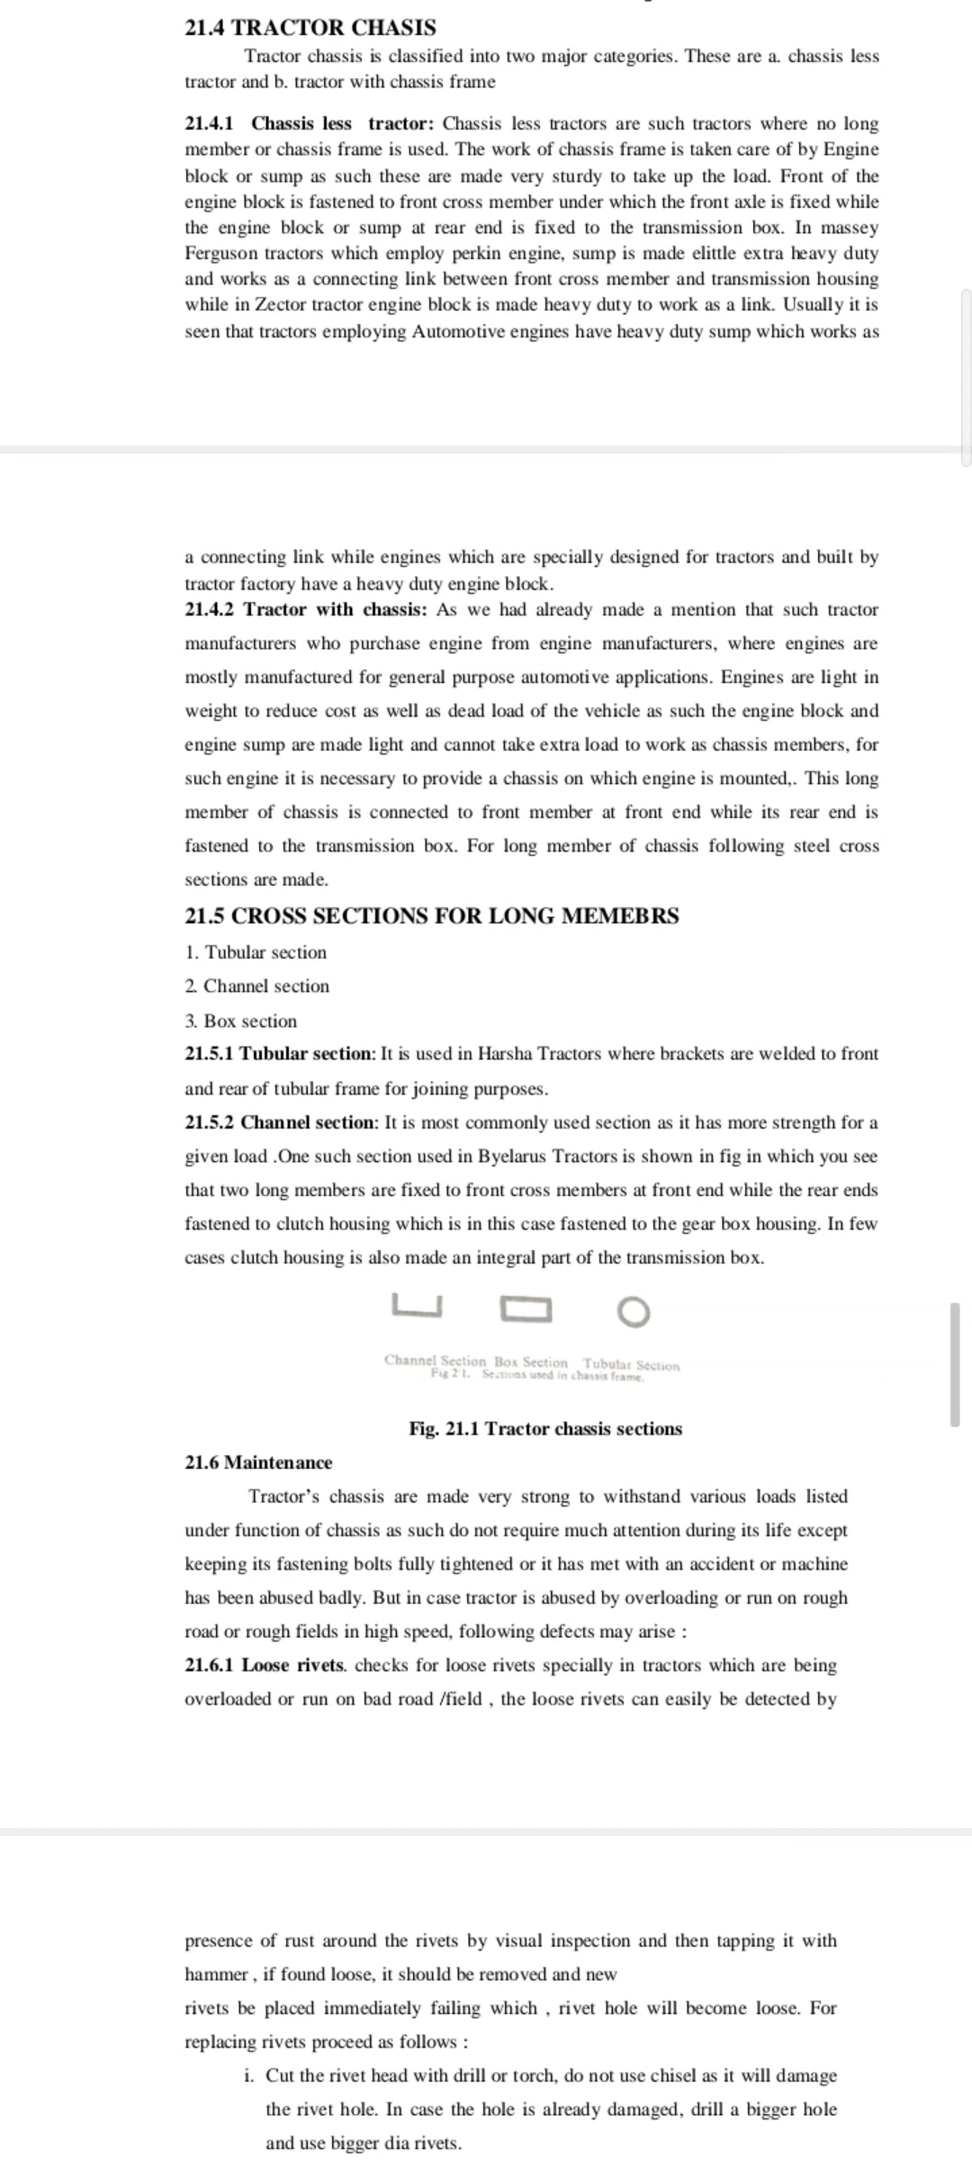 21.4 TRACTOR CHASIS
Tractor chassis is classified into two major categories. These are a. chassis less
tractor and b. tractor with chassis frame
21.4.1 Chassis less tractor: Chassis less tractors are such tractors where no long
member or chassis frame is used. The work of chassis frame is taken care of by Engine
block or sump as such these are made very sturdy to take up the load. Front of the
engine block is fastened to front cross member under which the front axle is fixed while
the engine block or sump at rear end is fixed to the transmission box. In massey
Ferguson tractors which employ perkin engine, sump is made elittle extra heavy duty
and works as a connecting link between front cross member and transmission housing
while in Zector tractor engine block is made heavy duty to work as a link. Usually it is
seen that tractors employing Automotive engines have heavy duty sump which works as
a connecting link while engines which are specially designed for tractors and built by
tractor factory have a heavy duty engine block.
21.4.2 Tractor with chassis: As we had already made a mention that such tractor
manufacturers who purchase engine from engine manufacturers, where engines are
mostly manufactured for general purpose automotive applications. Engines are light in
weight to reduce cost as well as dead load of the vehicle as such the engine block and
engine sump are made light and cannot take extra load to work as chassis members, for
such engine it is necessary to provide a chassis on which engine is mounted,. This long
member of chassis is connected to front member at front end while its rear end is
fastened to the transmission box. For long member of chassis following steel cross
sections are made.
21.5 CROSS SECTIONS FOR LONG MEMEBRS
1. Tubular section
2. Channel section
3. Box section
21.5.1 Tubular section: It is used in Harsha Tractors where brackets are welded to front
and rear of tubular frame for joining purposes.
21.5.2 Channel section: It is most commonly used section as it has more strength for a
given load .One such section used in Byelarus Tractors is shown in fig in which you see
that two long members are fixed to front cross members at front end while the rear ends
fastened to clutch housing which is in this case fastened to the gear box housing. In few
cases clutch housing is also made an integral part of the transmission box.
Channel Section Box Section Tubular Section
Fig 2.1. Sections used in chassis frame.
Fig. 21.1 Tractor chassis sections
21.6 Maintenance
Tractor's chassis are made very strong to withstand various loads listed
under function of chassis as such do not require much attention during its life except
keeping its fastening bolts fully tightened or it has met with an accident or machine
has been abused badly. But in case tractor is abused by overloading or run on rough
road or rough fields in high speed, following defects may arise :
21.6.1 Loose rivets. checks for loose rivets specially in tractors which are being
overloaded or run on bad road /field , the loose rivets can easily be detected by
presence of rust around the rivets by visual inspection and then tapping it with
hammer , if found loose, it should be removed and new
rivets be placed immediately failing which , rivet hole will become loose. For
replacing rivets proceed as follows :
i. Cut the rivet head with drill or torch, do not use chisel as it will damage
the rivet hole. In case the hole is already damaged, drill a bigger hole
and use bigger dia rivets.